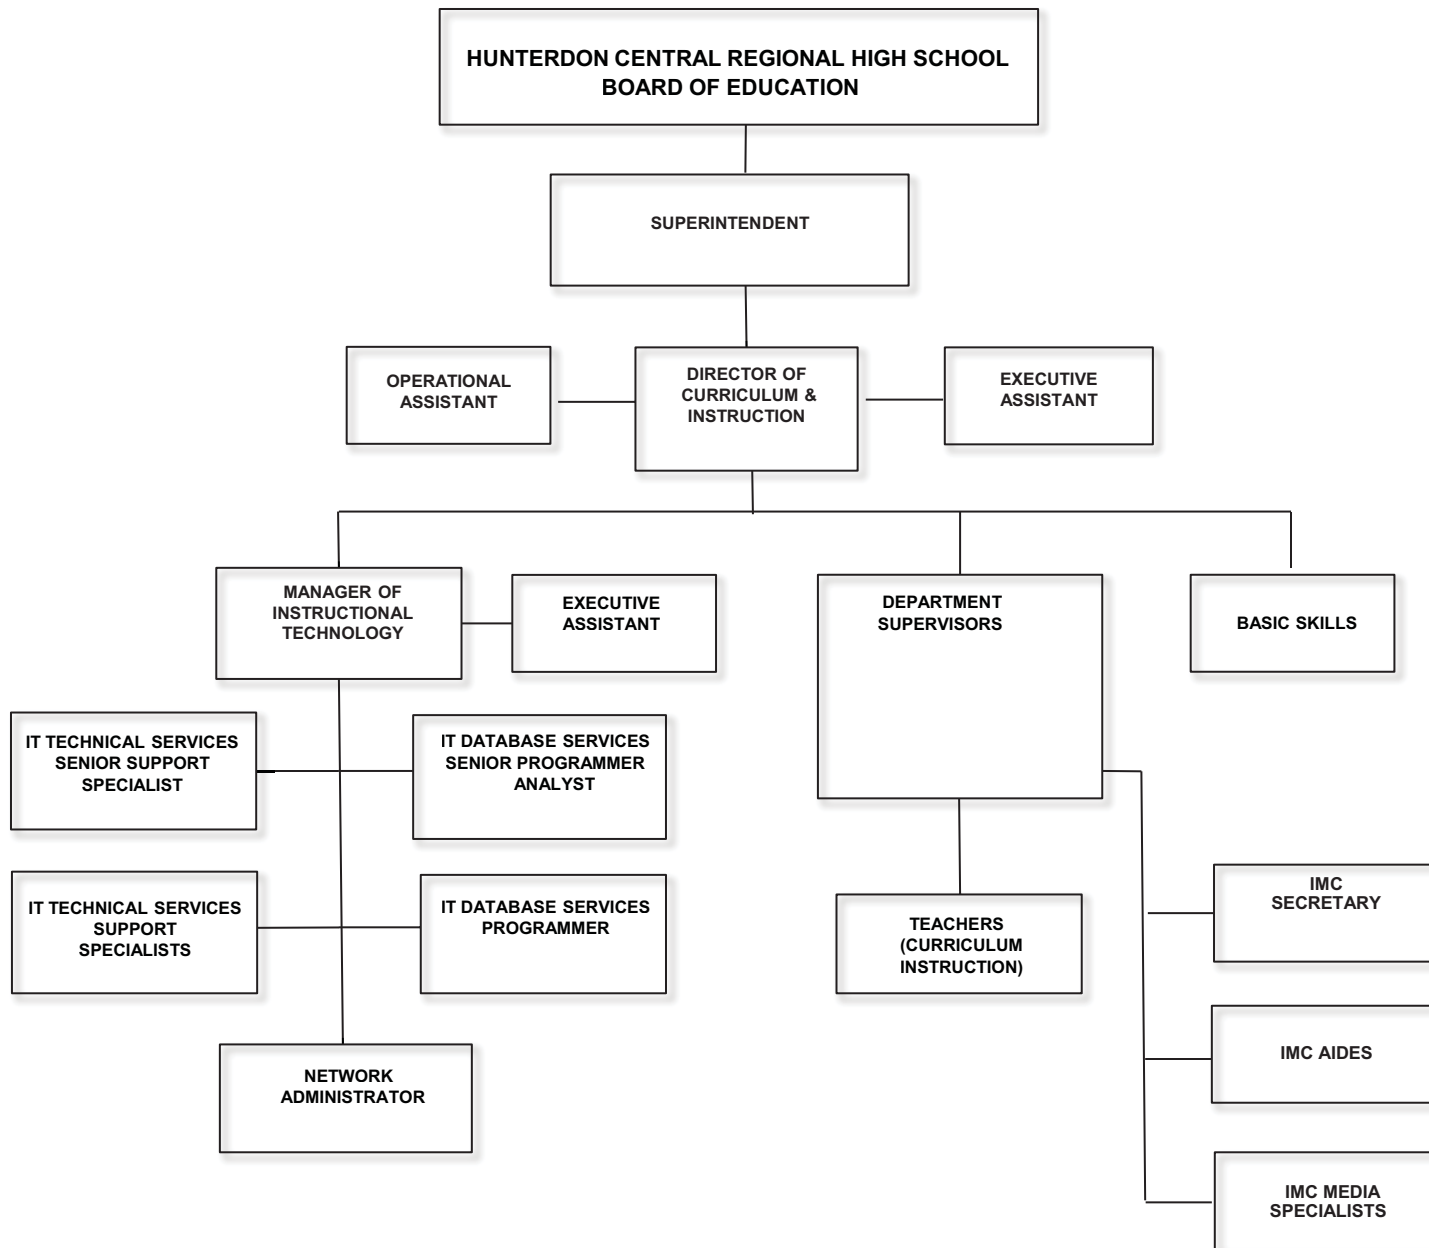 HUNTERDON CENTRAL REGIONAL HIGH SCHOOL
BOARD OF EDUCATION
SUPERINTENDENT
OPERATIONAL
ASSISTANT
DIRECTOR OF
CURRICULUM &
INSTRUCTION
EXECUTIVE
ASSISTANT
MANAGER OF
INSTRUCTIONAL
TECHNOLOGY
EXECUTIVE
ASSISTANT
DEPARTMENT
SUPERVISORS
BASIC SKILLS
IT TECHNICAL SERVICES
SENIOR SUPPORT
SPECIALIST
IT DATABASE SERVICES
SENIOR PROGRAMMER
ANALYST
IT TECHNICAL SERVICES
SUPPORT
SPECIALISTS
IT DATABASE SERVICES
PROGRAMMER
TEACHERS
(CURRICULUM
INSTRUCTION)
IMC
SECRETARY
IMC AIDES
NETWORK
ADMINISTRATOR
IMC MEDIA
SPECIALISTS